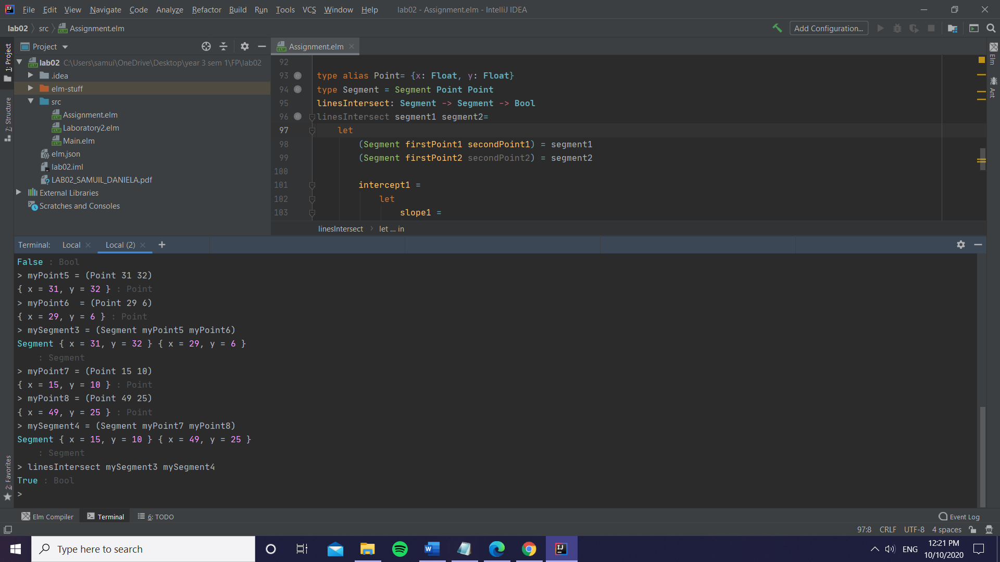 File Edit View Navigate Code Analyze Refactor Build Run Tools VCS Window Help lab02 - Assignment.elm - IntelliJ IDEA
lab02 src Assignment.elm Add Configuration...
1: Project
7: Structure
2: Favorites
Project
lab02 C:\Users\samui\OneDrive\Desktop\year 3 sem 1\FP\lab02
.idea
elm-stuff
src
Assignment.elm
Laboratory2.elm
Main.elm
elm.json
lab02.iml
LAB02_SAMUIL_DANIELA.pdf
External Libraries
Scratches and Consoles
Assignment.elm
92
93 type alias Point= {x: Float, y: Float}
94 type Segment = Segment Point Point
95 linesIntersect: Segment -> Segment -> Bool
96 linesIntersect segment1 segment2=
97 let
98 (Segment firstPoint1 secondPoint1) = segment1
99 (Segment firstPoint2 secondPoint2) = segment2
100
101 intercept1 =
102 let
103 slope1 =
linesIntersect let ... in
Elm
Ant
Terminal: Local Local (2) +
False : Bool
> myPoint5 = (Point 31 32)
{ x = 31, y = 32 } : Point
> myPoint6  = (Point 29 6)
{ x = 29, y = 6 } : Point
> mySegment3 = (Segment myPoint5 myPoint6)
Segment { x = 31, y = 32 } { x = 29, y = 6 }
: Segment
> myPoint7 = (Point 15 10)
{ x = 15, y = 10 } : Point
> myPoint8 = (Point 49 25)
{ x = 49, y = 25 } : Point
> mySegment4 = (Segment myPoint7 myPoint8)
Segment { x = 15, y = 10 } { x = 49, y = 25 }
: Segment
> linesIntersect mySegment3 mySegment4
True : Bool
>
Elm Compiler Terminal 6: TODO Event Log
97:8 CRLF UTF-8 4 spaces
Type here to search
ENG
12:21 PM
10/10/2020